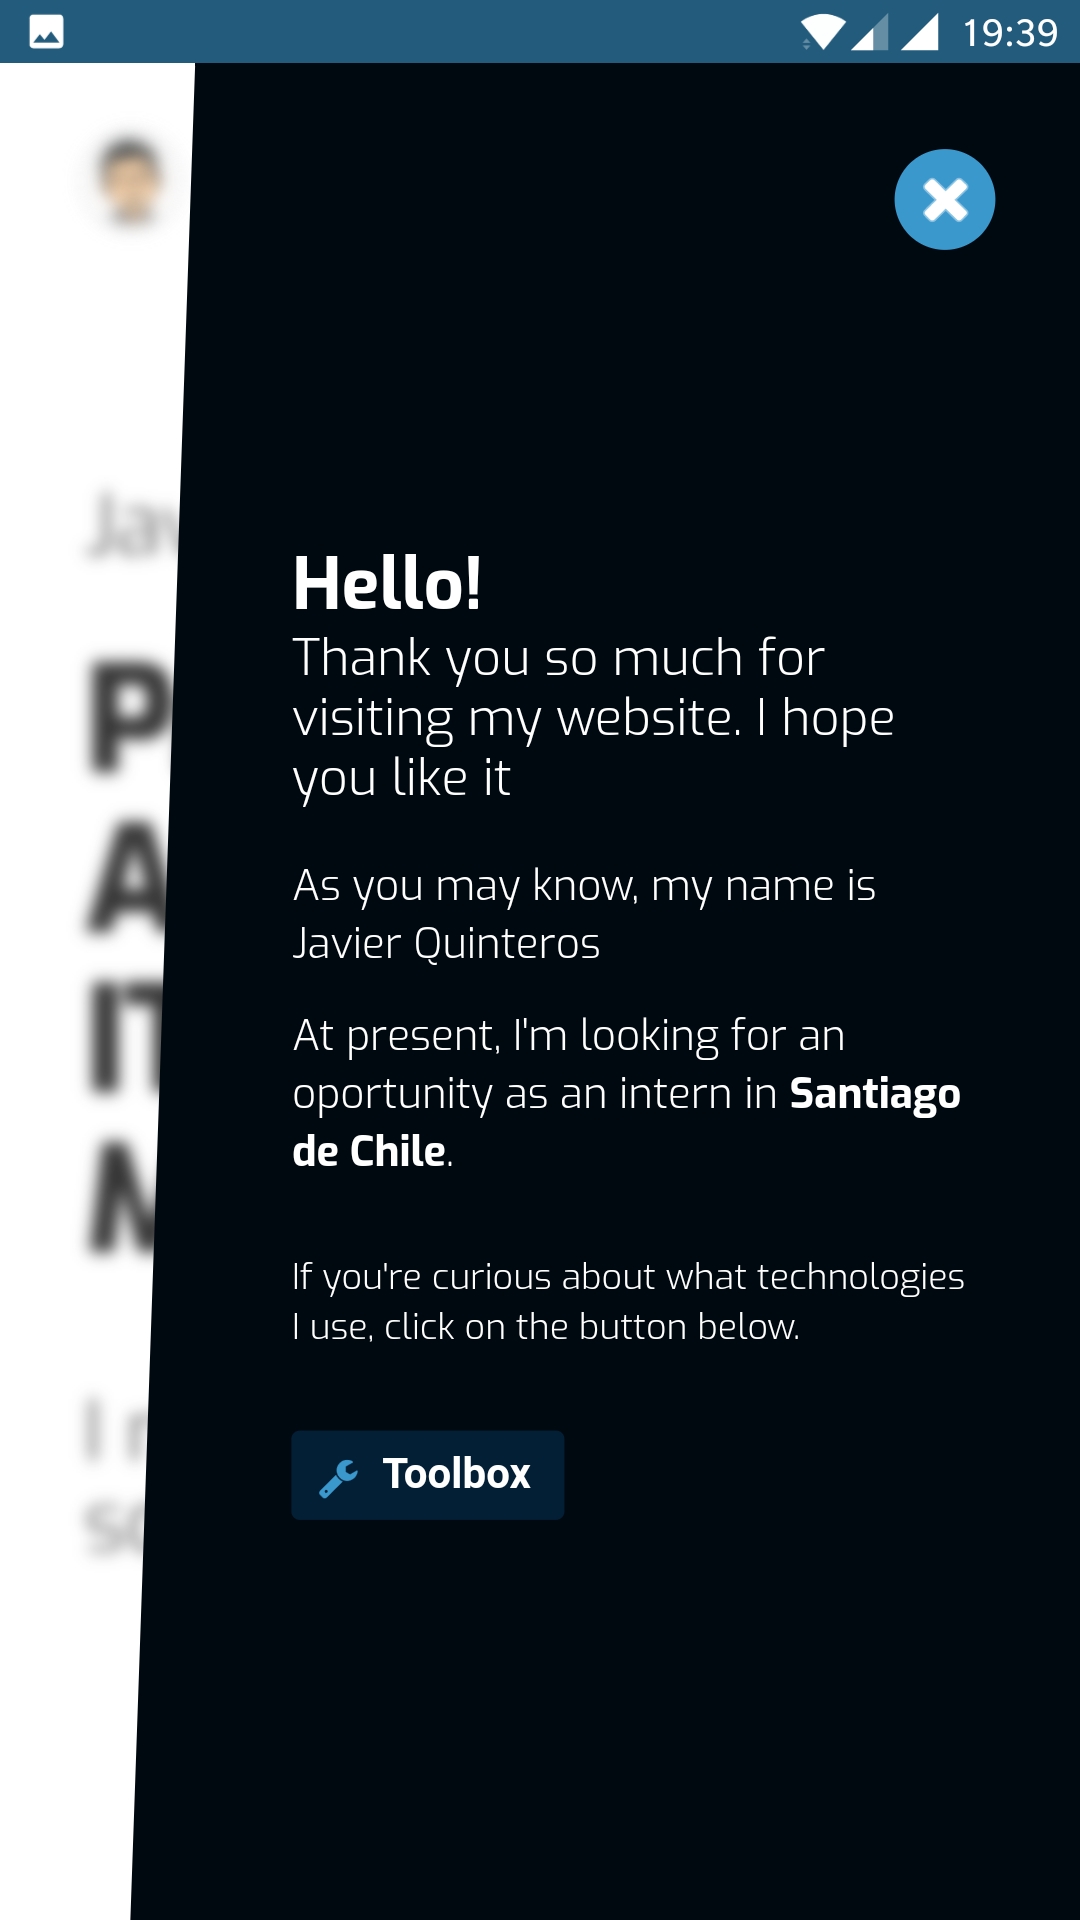 19:39
Hello!
Thank you so much for
visiting my website. I hope
you like it
As you may know, my name is
Javier Quinteros
At present, I'm looking for an
oportunity as an intern in Santiago
de Chile.
If you're curious about what technologies
I use, click on the button below.
Toolbox